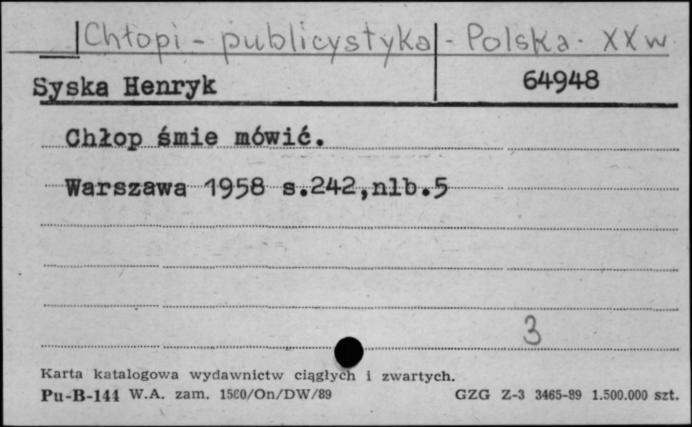 Chłopi - publicystyka - Polska - XX w.
Syska Henryk 64948
Chłop śmie mówić.
Warszawa 1958 s.242,nlb.5
3
Karta katalogowa wydawnictw ciągłych i zwartych.
Pu-B-144 W.A. zam. 1560/On/DW/89 GZG Z-3 3465-89 1.500.000 szt.